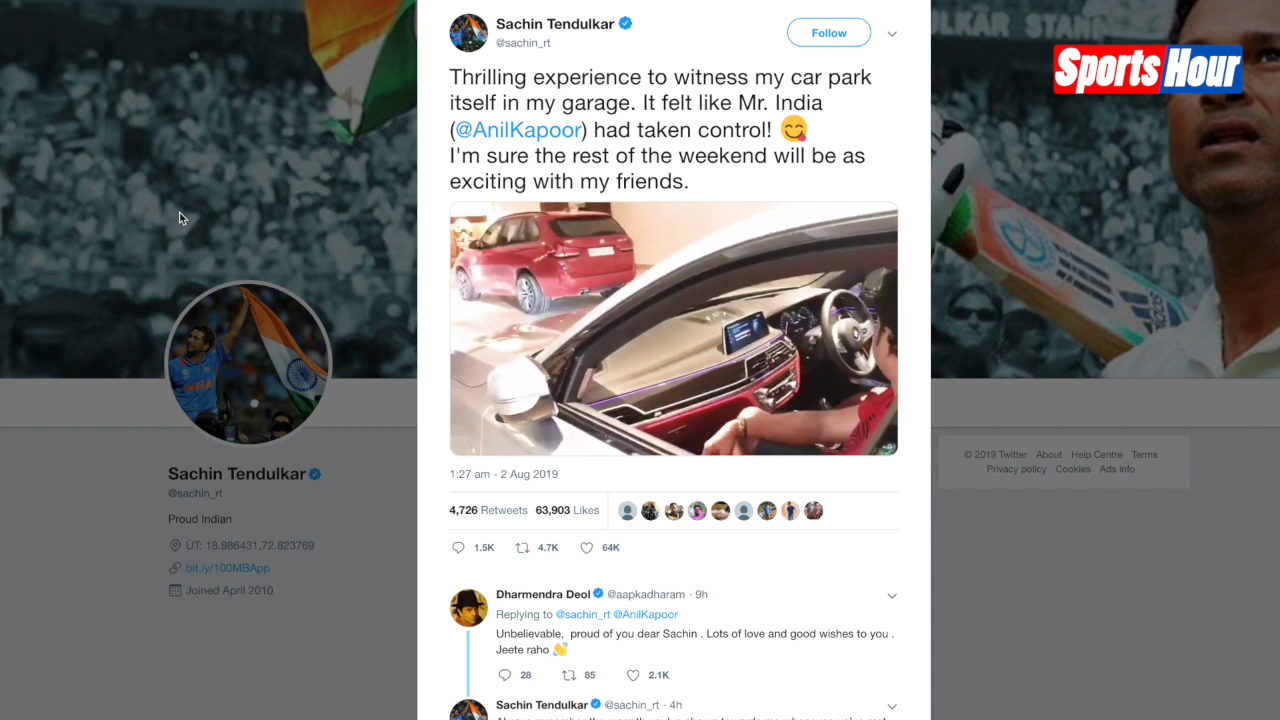 Sachin Tendulkar
@sachin_rt
Follow
Thrilling experience to witness my car park
itself in my garage. It felt like Mr. India
(@AnilKapoor) had taken control! 😋
I'm sure the rest of the weekend will be as
exciting with my friends.
1:27 am - 2 Aug 2019
4,726 Retweets 63,903 Likes
1.5K 4.7K 64K
Dharmendra Deol @aapkadharam · 9h
Replying to @sachin_rt @AnilKapoor
Unbelievable, proud of you dear Sachin . Lots of love and good wishes to you .
Jeete raho 👋
28 85 2.1K
Sachin Tendulkar @sachin_rt · 4h
Sachin Tendulkar
@sachin_rt
Proud Indian
ÜT: 18.986431,72.823769
bit.ly/100MBApp
Joined April 2010
INDIA
STAND
Sports Hour
adidas
© 2019 Twitter About Help Centre Terms
Privacy policy Cookies Ads info